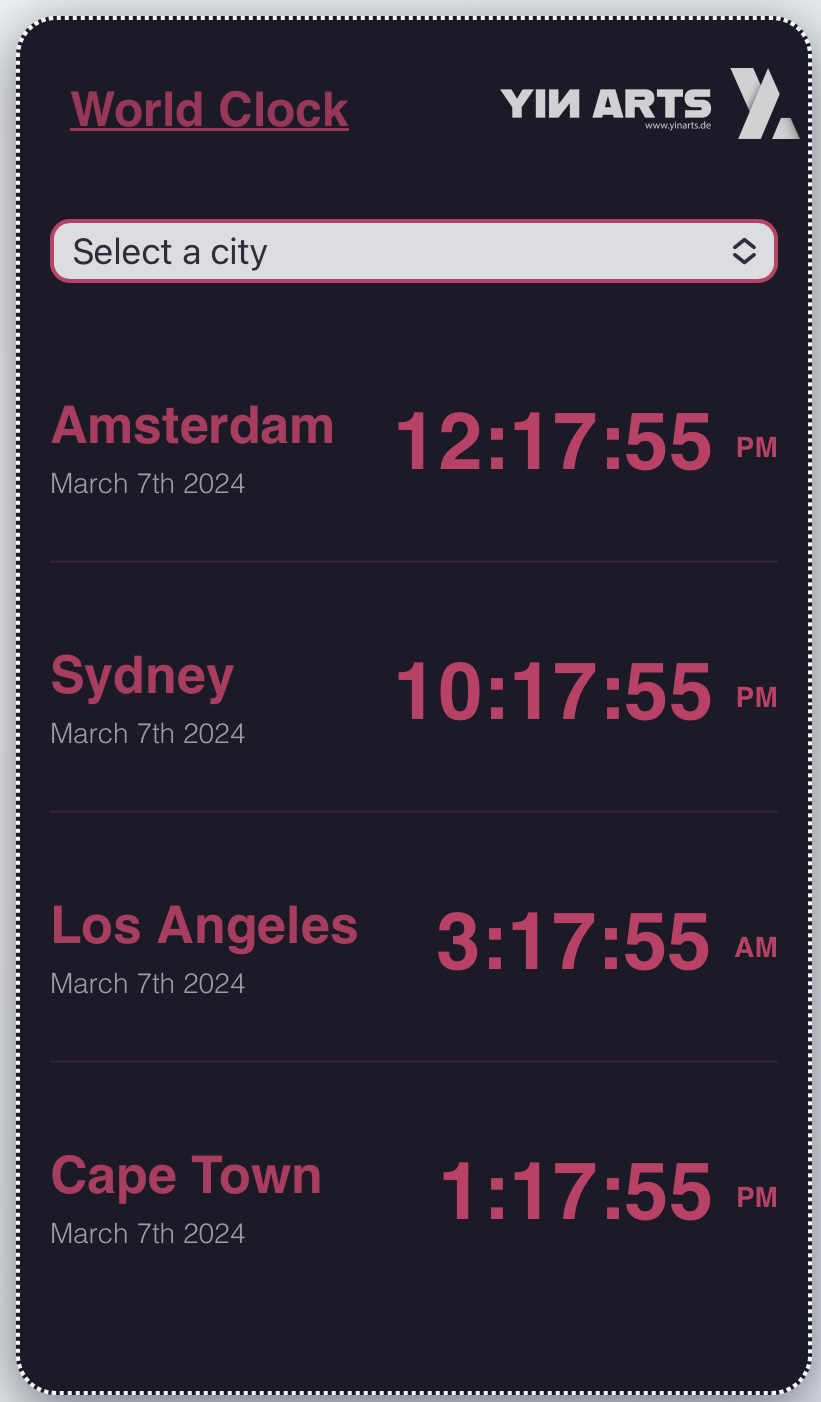 World Clock
YIN ARTS
www.yinarts.de
Select a city
Amsterdam
12:17:55 PM
March 7th 2024
Sydney
10:17:55 PM
March 7th 2024
Los Angeles
3:17:55 AM
March 7th 2024
Cape Town
1:17:55 PM
March 7th 2024